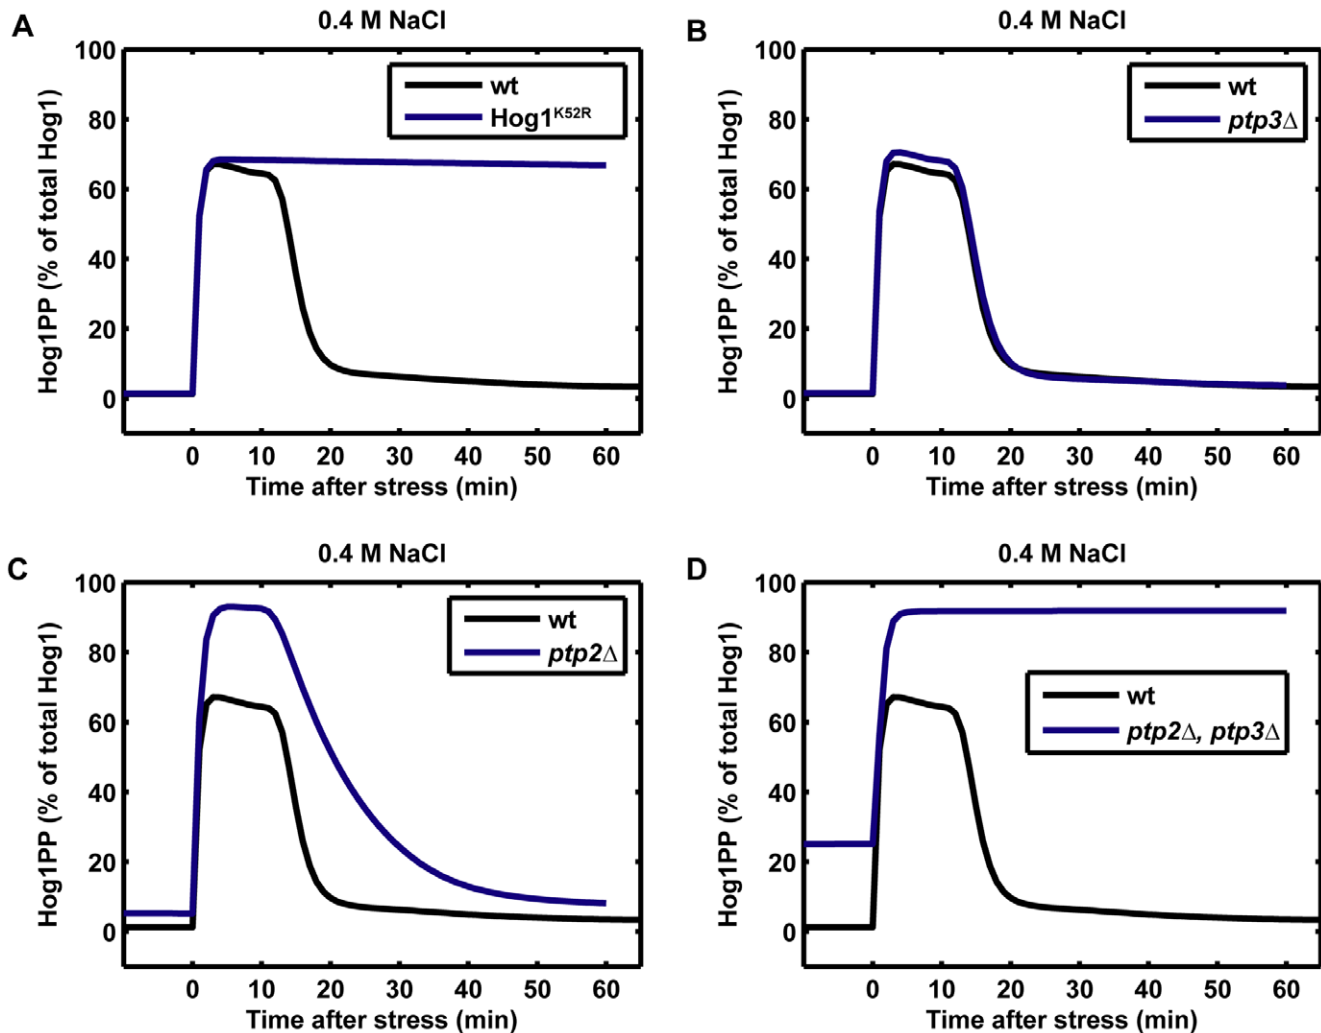 A
0.4 M NaCl
Hog1PP (% of total Hog1)
100
80
60
40
20
0
wt
Hog1K52R
0 10 20 30 40 50 60
Time after stress (min)
B
0.4 M NaCl
Hog1PP (% of total Hog1)
100
80
60
40
20
0
wt
ptp3Δ
0 10 20 30 40 50 60
Time after stress (min)
C
0.4 M NaCl
Hog1PP (% of total Hog1)
100
80
60
40
20
0
wt
ptp2Δ
0 10 20 30 40 50 60
Time after stress (min)
D
0.4 M NaCl
Hog1PP (% of total Hog1)
100
80
60
40
20
0
wt
ptp2Δ, ptp3Δ
0 10 20 30 40 50 60
Time after stress (min)